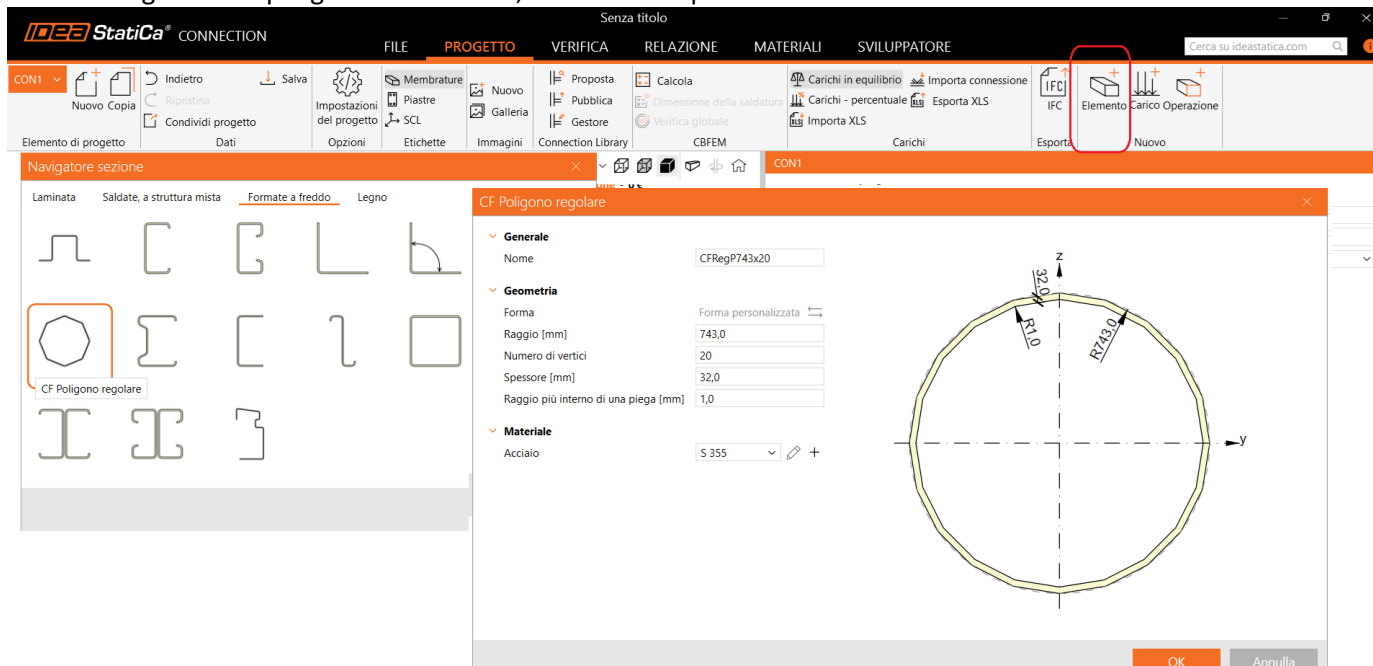 Senza titolo
IDEA StatiCa® CONNECTION
FILE PROGETTO VERIFICA RELAZIONE MATERIALI SVILUPPATORE
Cerca su ideastatica.com
CON1 Nuovo Copia Indietro Salva Ripristina Condividi progetto
Impostazioni del progetto
Membrature Piastre SCL
Nuovo Galleria
Proposta Pubblica Gestore
Calcola Dimensione della saldatura Verifica globale
Carichi in equilibrio Importa connessione
Carichi - percentuale Esporta XLS
Importa XLS
IFC Elemento Carico Operazione
Elemento di progetto Dati Opzioni Etichette Immagini Connection Library CBFEM Carichi Esporta Nuovo
Navigatore sezione
CON1
Laminata Saldate, a struttura mista Formate a freddo Legno
CF Poligono regolare
CF Poligono regolare
Generale
Nome CFRegP743x20
Geometria
Forma Forma personalizzata
Raggio [mm] 743,0
Numero di vertici 20
Spessore [mm] 32,0
Raggio più interno di una piega [mm] 1,0
Materiale
Acciaio S 355
z
32,0
R1,0
R743,0
y
OK Annulla